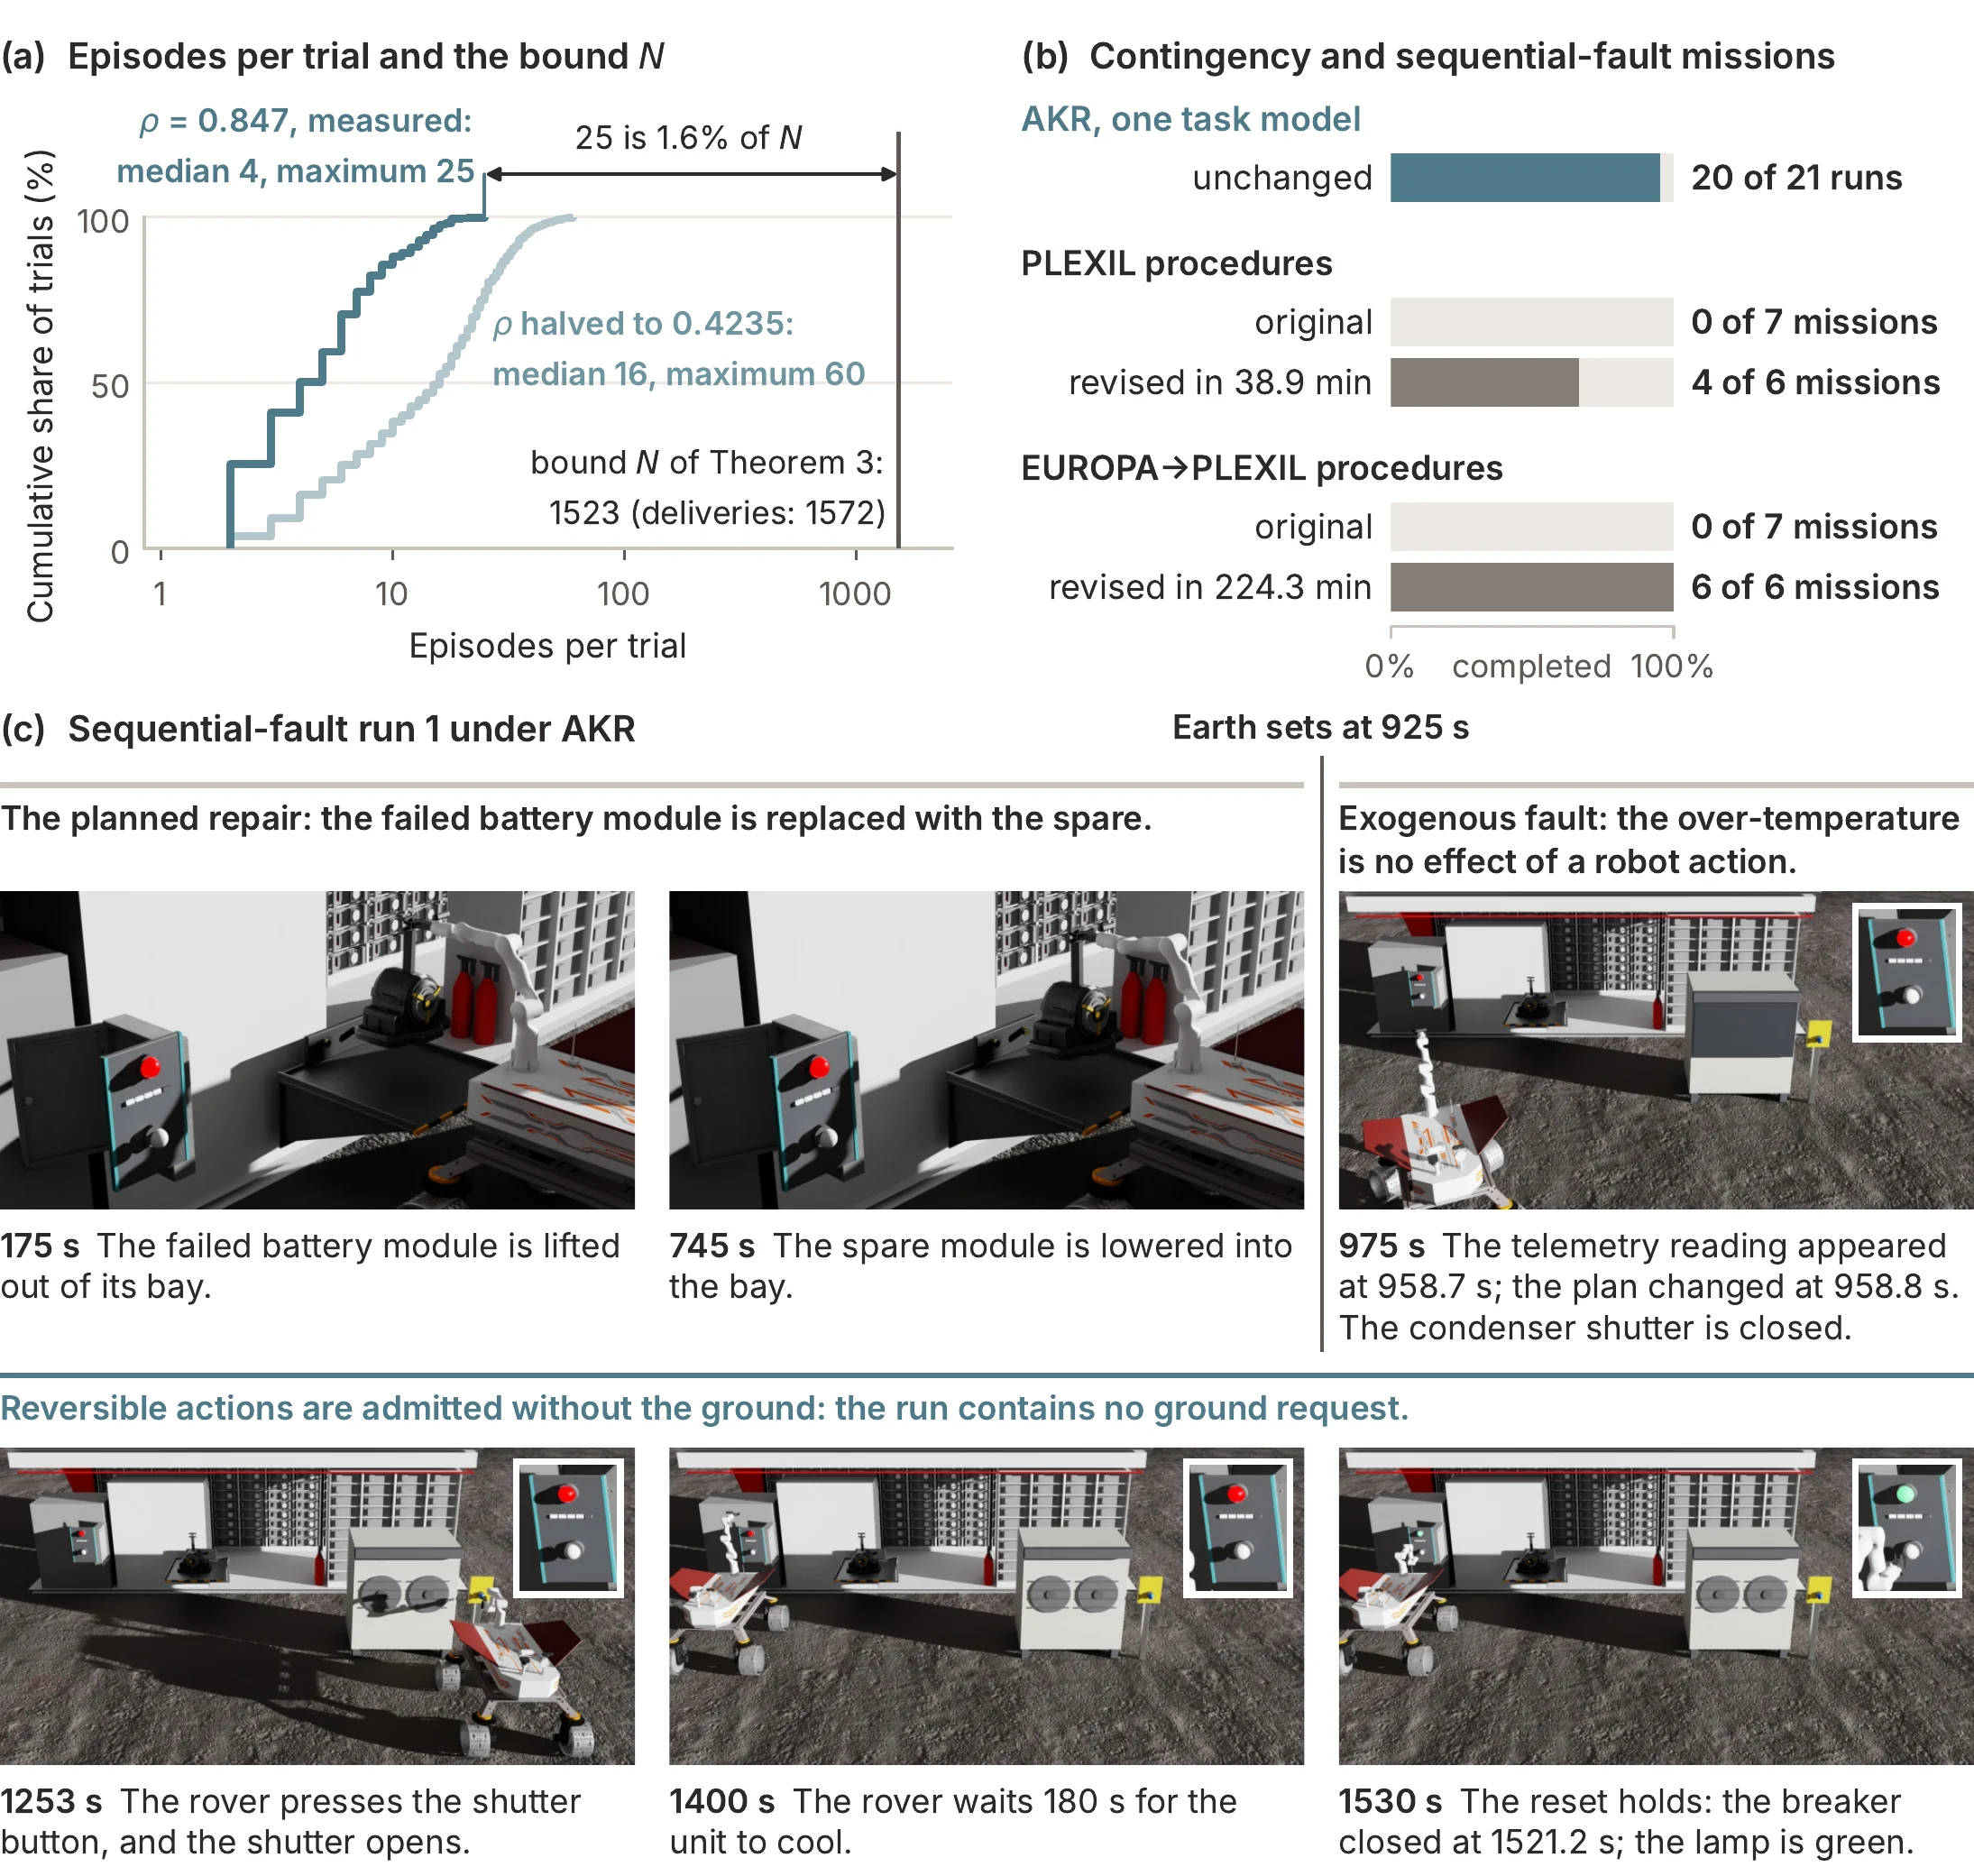 (a) Episodes per trial and the bound N
ρ = 0.847, measured:
median 4, maximum 25
25 is 1.6% of N
Cumulative share of trials (%)
100
50
0
ρ halved to 0.4235:
median 16, maximum 60
bound N of Theorem 3:
1523 (deliveries: 1572)
1 10 100 1000
Episodes per trial
(b) Contingency and sequential-fault missions
AKR, one task model
unchanged 20 of 21 runs
PLEXIL procedures
original 0 of 7 missions
revised in 38.9 min 4 of 6 missions
EUROPA→PLEXIL procedures
original 0 of 7 missions
revised in 224.3 min 6 of 6 missions
0% completed 100%
(c) Sequential-fault run 1 under AKR
Earth sets at 925 s
The planned repair: the failed battery module is replaced with the spare.
Exogenous fault: the over-temperature
is no effect of a robot action.
175 s The failed battery module is lifted
out of its bay.
745 s The spare module is lowered into
the bay.
975 s The telemetry reading appeared
at 958.7 s; the plan changed at 958.8 s.
The condenser shutter is closed.
Reversible actions are admitted without the ground: the run contains no ground request.
1253 s The rover presses the shutter
button, and the shutter opens.
1400 s The rover waits 180 s for the
unit to cool.
1530 s The reset holds: the breaker
closed at 1521.2 s; the lamp is green.